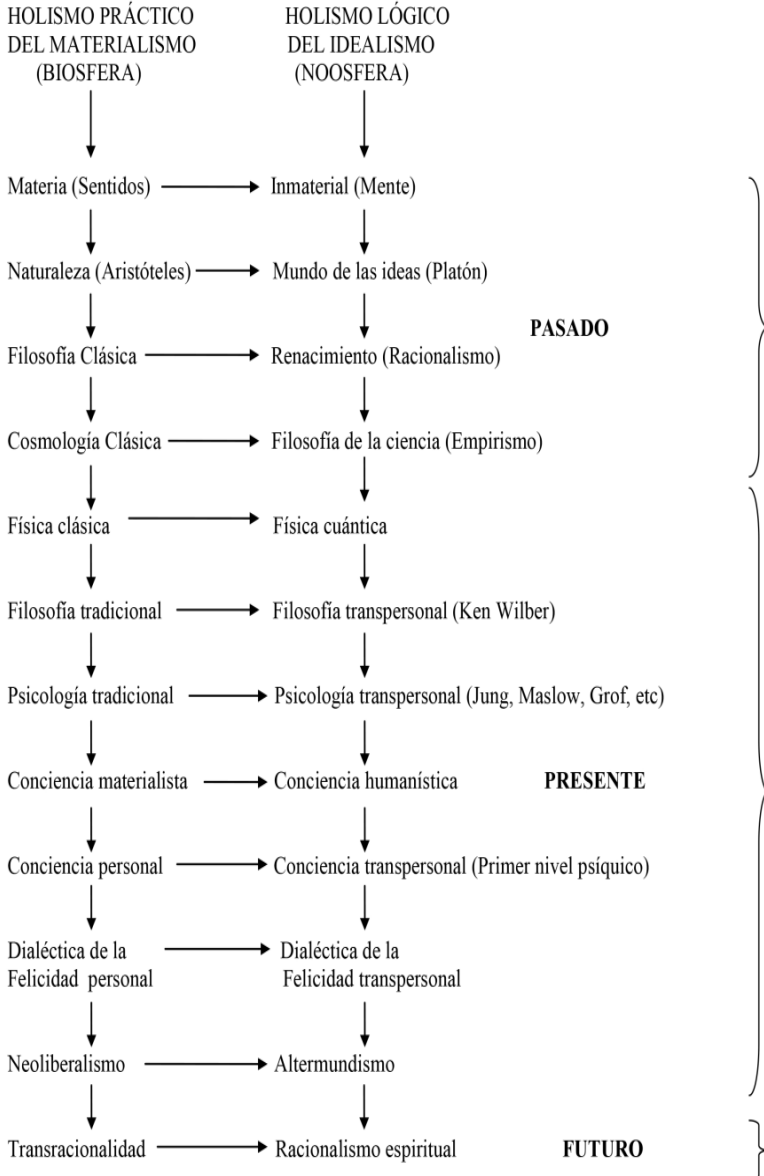 HOLISMO PRÁCTICO HOLISMO LÓGICO
DEL MATERIALISMO DEL IDEALISMO
(BIOSFERA) (NOOSFERA)
Materia (Sentidos) Inmaterial (Mente)
Naturaleza (Aristóteles) Mundo de las ideas (Platón)
PASADO
Filosofía Clásica Renacimiento (Racionalismo)
Cosmología Clásica Filosofía de la ciencia (Empirismo)
Física clásica Física cuántica
Filosofía tradicional Filosofía transpersonal (Ken Wilber)
Psicología tradicional Psicología transpersonal (Jung, Maslow, Grof, etc)
Conciencia materialista Conciencia humanística PRESENTE
Conciencia personal Conciencia transpersonal (Primer nivel psíquico)
Dialéctica de la Dialéctica de la
Felicidad personal Felicidad transpersonal
Neoliberalismo Altermundismo
Transracionalidad Racionalismo espiritual FUTURO